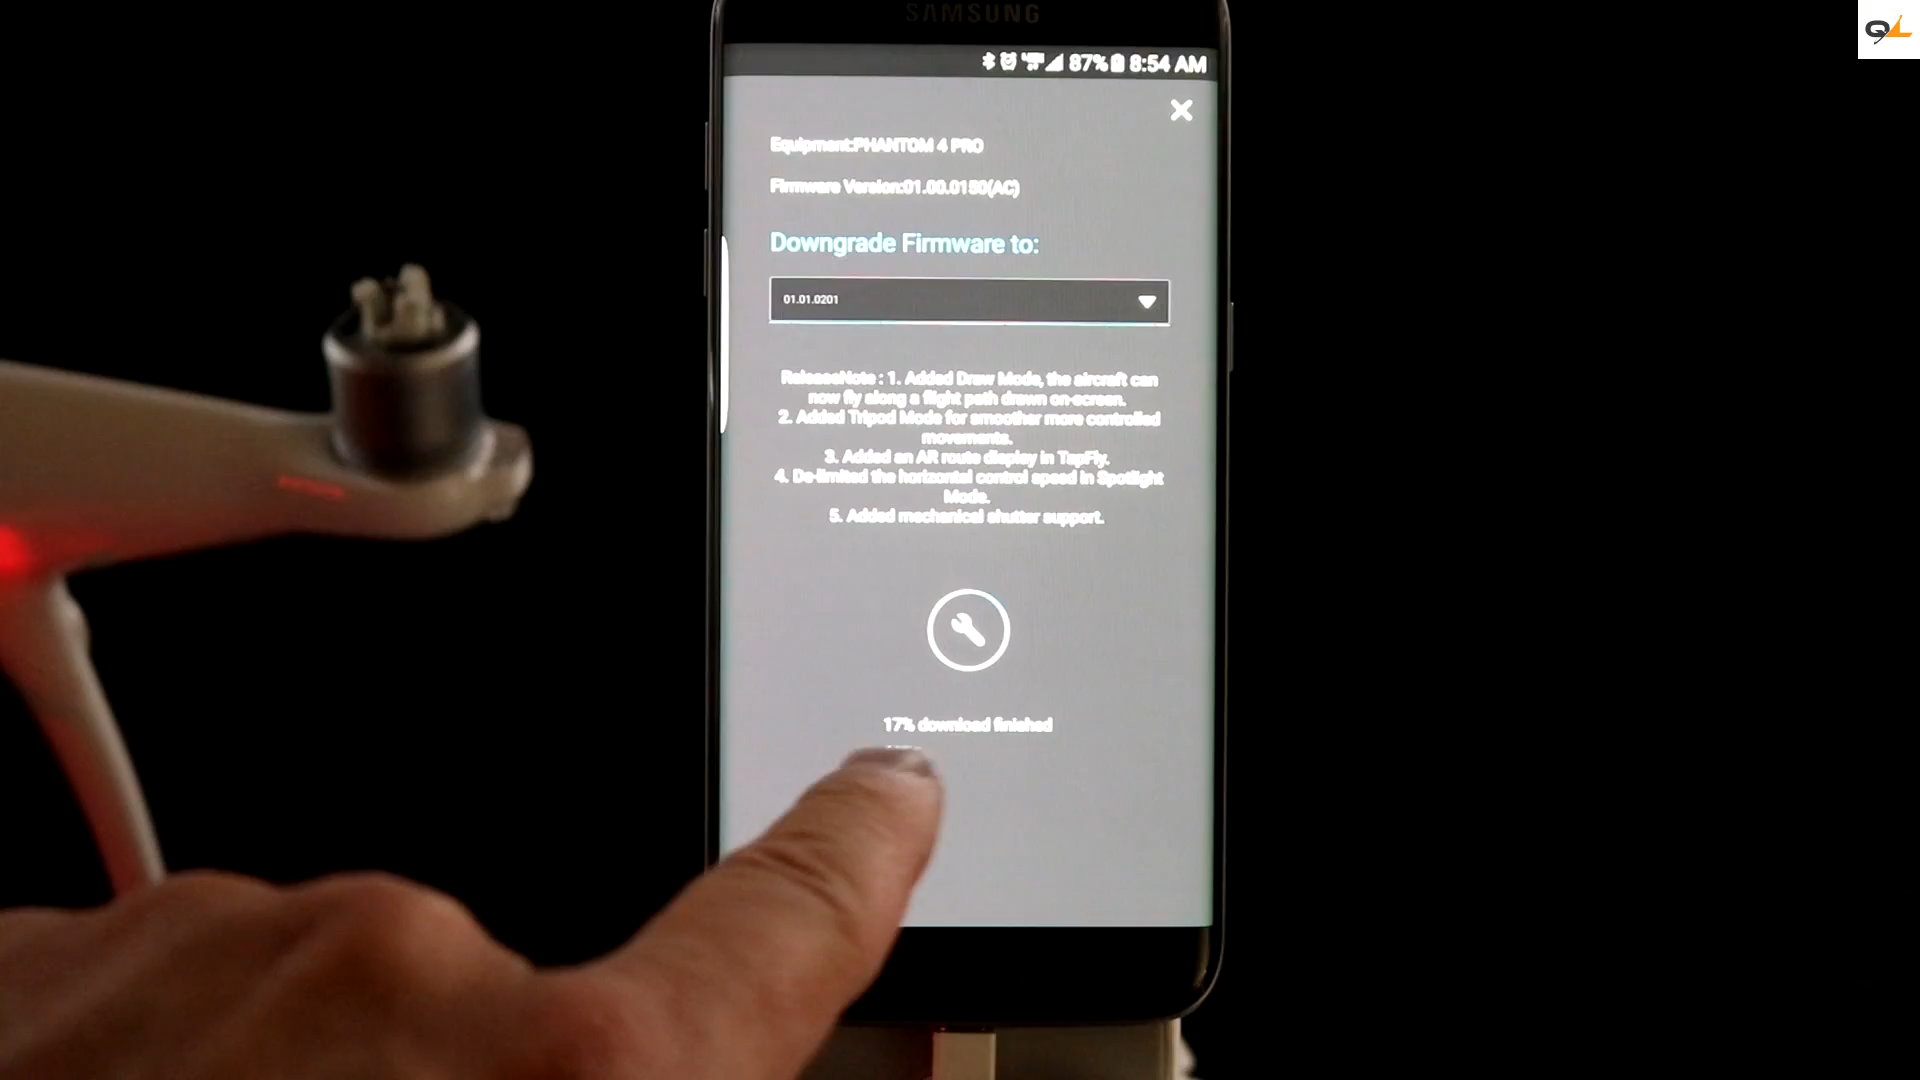 SAMSUNG
87% 8:54 AM
Equipment:PHANTOM 4 PRO
Firmware Version:01.00.0150(AC)
Downgrade Firmware to:
01.01.0201
ReleaseNote : 1. Added Draw Mode, the aircraft can
now fly along a flight path drawn on-screen.
2. Added Tripod Mode for smoother more controlled
movements.
3. Added an AR route display in TapFly.
4. De-limited the horizontal control speed in Spotlight
Mode.
5. Added mechanical shutter support.
17% download finished